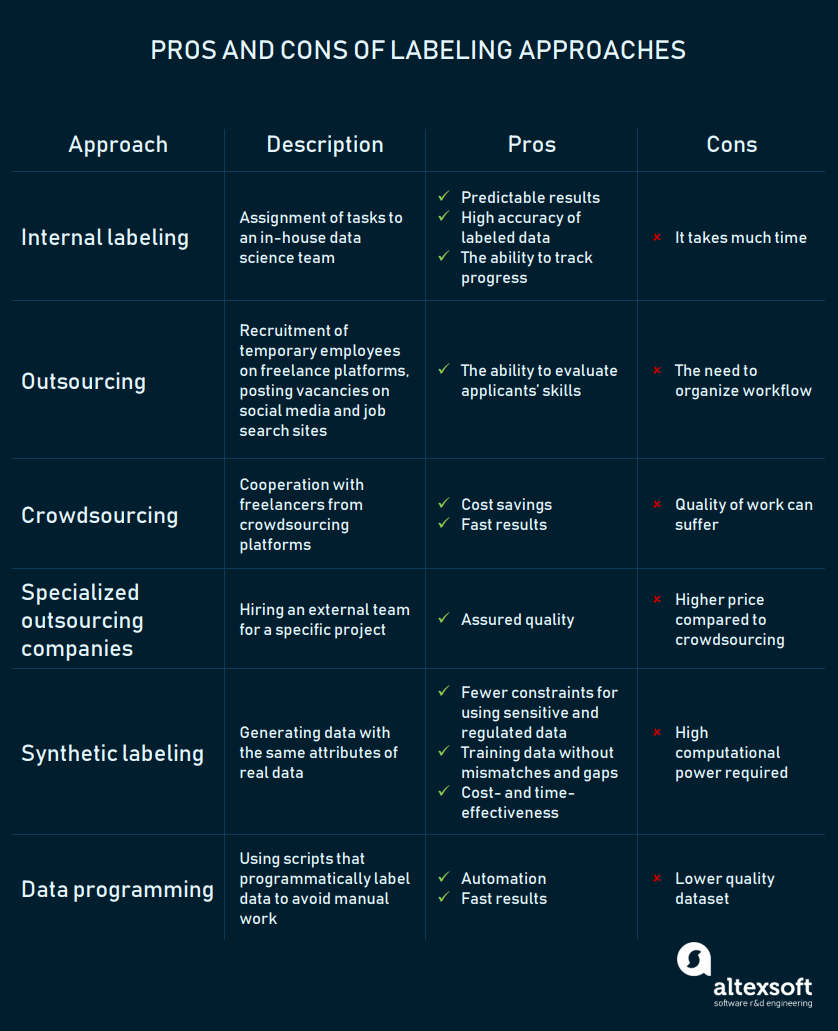 PROS AND CONS OF LABELING APPROACHES
Approach
Description
Pros
Cons
Internal labeling
Assignment of tasks to
an in-house data
science team
Predictable results
High accuracy of
labeled data
The ability to track
progress
It takes much time
Outsourcing
Recruitment of
temporary employees
on freelance platforms,
posting vacancies on
social media and job
search sites
The ability to evaluate
applicants’ skills
The need to
organize workflow
Crowdsourcing
Cooperation with
freelancers from
crowdsourcing
platforms
Cost savings
Fast results
Quality of work can
suffer
Specialized
outsourcing
companies
Hiring an external team
for a specific project
Assured quality
Higher price
compared to
crowdsourcing
Synthetic labeling
Generating data with
the same attributes of
real data
Fewer constraints for
using sensitive and
regulated data
Training data without
mismatches and gaps
Cost- and time-
effectiveness
High
computational
power required
Data programming
Using scripts that
programmatically label
data to avoid manual
work
Automation
Fast results
Lower quality
dataset
altexsoft
software r&d engineering